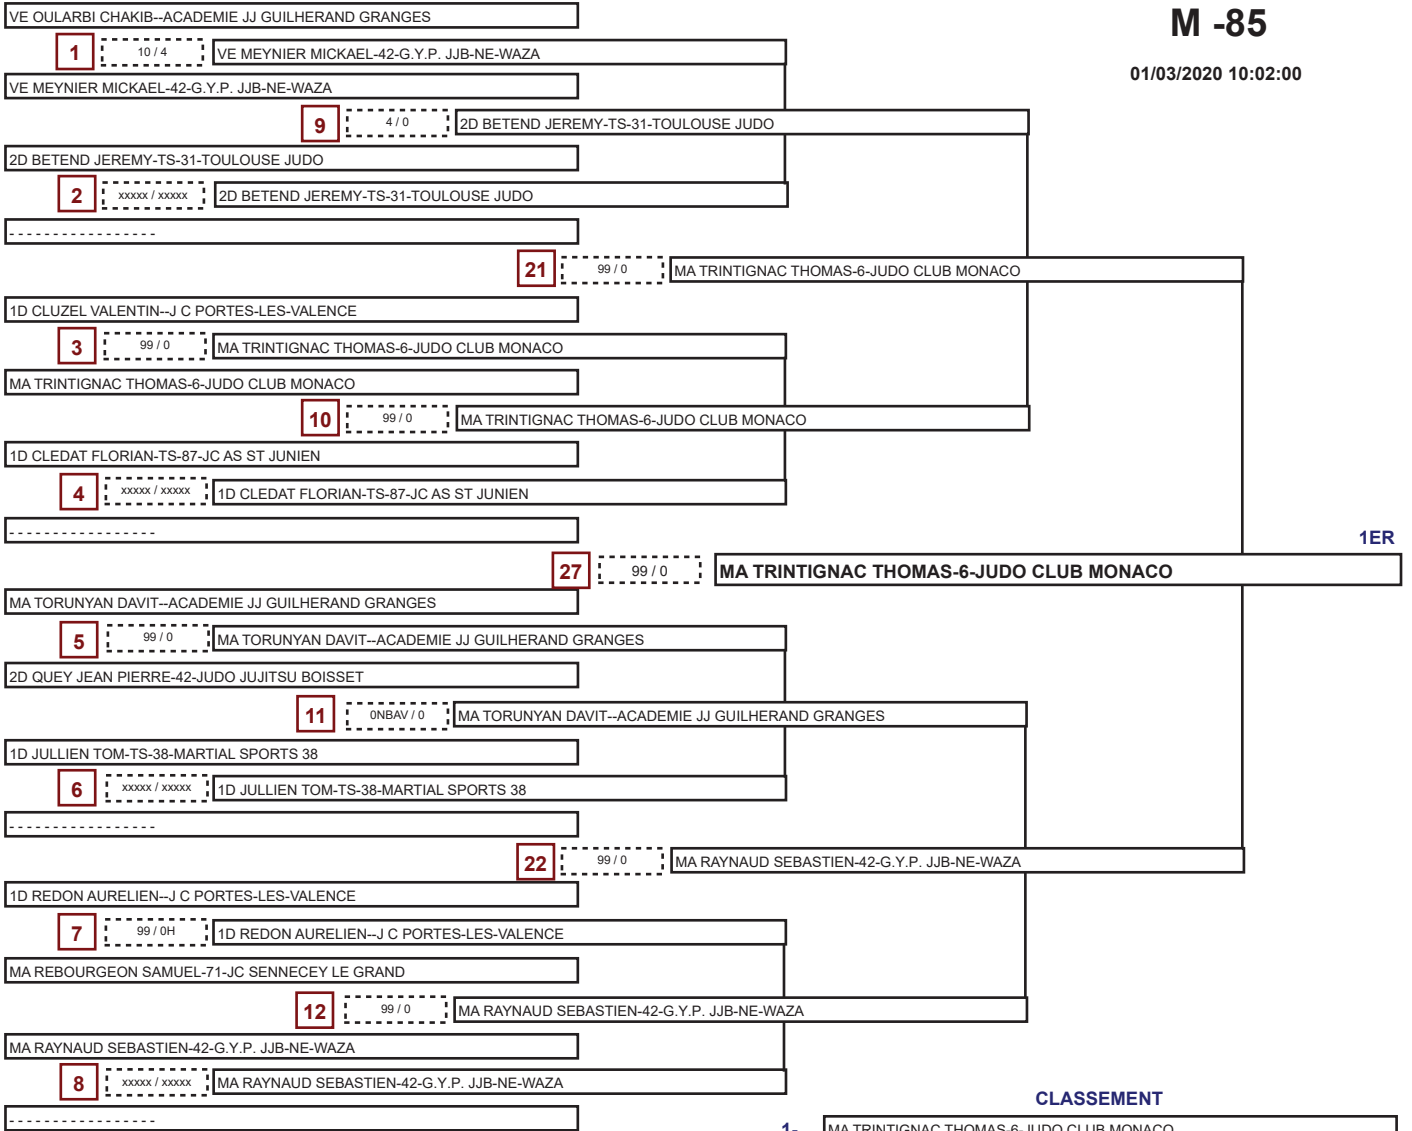 M -85
01/03/2020 10:02:00
VE OULARBI CHAKIB--ACADEMIE JJ GUILHERAND GRANGES
1 10 / 4 VE MEYNIER MICKAEL-42-G.Y.P. JJB-NE-WAZA
VE MEYNIER MICKAEL-42-G.Y.P. JJB-NE-WAZA
9 4 / 0 2D BETEND JEREMY-TS-31-TOULOUSE JUDO
2D BETEND JEREMY-TS-31-TOULOUSE JUDO
2 xxxxx / xxxxx 2D BETEND JEREMY-TS-31-TOULOUSE JUDO
- - - - - - - - - - - - - - - - -
21 99 / 0 MA TRINTIGNAC THOMAS-6-JUDO CLUB MONACO
1D CLUZEL VALENTIN--J C PORTES-LES-VALENCE
3 99 / 0 MA TRINTIGNAC THOMAS-6-JUDO CLUB MONACO
MA TRINTIGNAC THOMAS-6-JUDO CLUB MONACO
10 99 / 0 MA TRINTIGNAC THOMAS-6-JUDO CLUB MONACO
1D CLEDAT FLORIAN-TS-87-JC AS ST JUNIEN
4 xxxxx / xxxxx 1D CLEDAT FLORIAN-TS-87-JC AS ST JUNIEN
- - - - - - - - - - - - - - - - -
1ER
27 99 / 0 MA TRINTIGNAC THOMAS-6-JUDO CLUB MONACO
MA TORUNYAN DAVIT--ACADEMIE JJ GUILHERAND GRANGES
5 99 / 0 MA TORUNYAN DAVIT--ACADEMIE JJ GUILHERAND GRANGES
2D QUEY JEAN PIERRE-42-JUDO JUJITSU BOISSET
11 0NBAV / 0 MA TORUNYAN DAVIT--ACADEMIE JJ GUILHERAND GRANGES
1D JULLIEN TOM-TS-38-MARTIAL SPORTS 38
6 xxxxx / xxxxx 1D JULLIEN TOM-TS-38-MARTIAL SPORTS 38
- - - - - - - - - - - - - - - - -
22 99 / 0 MA RAYNAUD SEBASTIEN-42-G.Y.P. JJB-NE-WAZA
1D REDON AURELIEN--J C PORTES-LES-VALENCE
7 99 / 0H 1D REDON AURELIEN--J C PORTES-LES-VALENCE
MA REBOURGEON SAMUEL-71-JC SENNECEY LE GRAND
12 99 / 0 MA RAYNAUD SEBASTIEN-42-G.Y.P. JJB-NE-WAZA
MA RAYNAUD SEBASTIEN-42-G.Y.P. JJB-NE-WAZA
8 xxxxx / xxxxx MA RAYNAUD SEBASTIEN-42-G.Y.P. JJB-NE-WAZA
- - - - - - - - - - - - - - - - -
CLASSEMENT
1- MA TRINTIGNAC THOMAS-6-JUDO CLUB MONACO